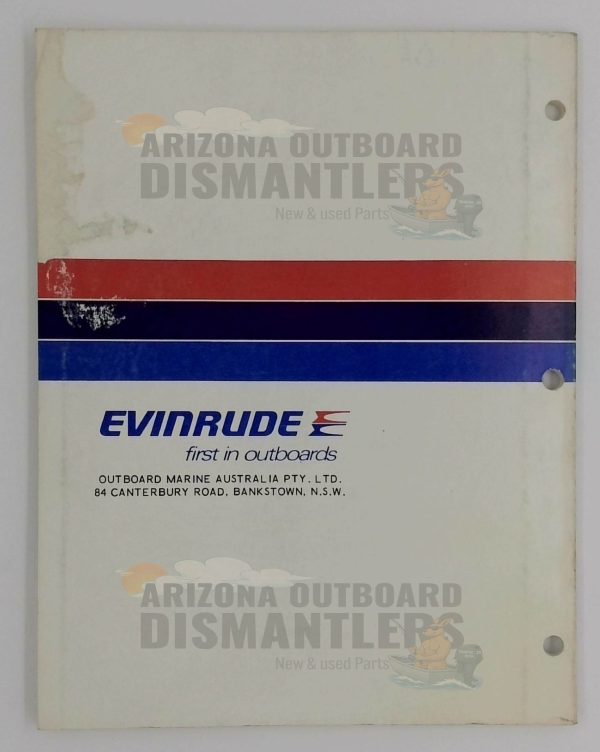 ARIZONA OUTBOARD
DISMANTLERS
New & used Parts
EVINRUDE
first in outboards
OUTBOARD MARINE AUSTRALIA PTY. LTD.
84 CANTERBURY ROAD, BANKSTOWN, N.S.W.
ARIZONA OUTBOARD
DISMANTLERS
New & used Parts